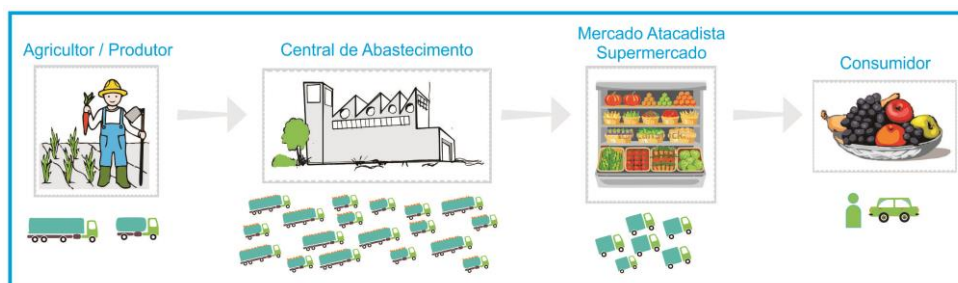 Agricultor / Produtor
Central de Abastecimento
Mercado Atacadista
Supermercado
Consumidor